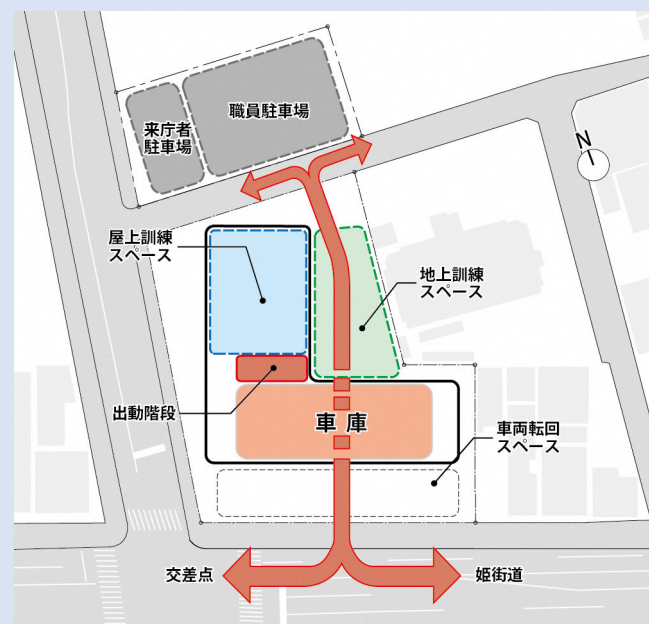 職員駐車場
来庁者
駐車場
N
屋上訓練
スペース
地上訓練
スペース
出動階段
車庫
車両転回
スペース
交差点
姫街道